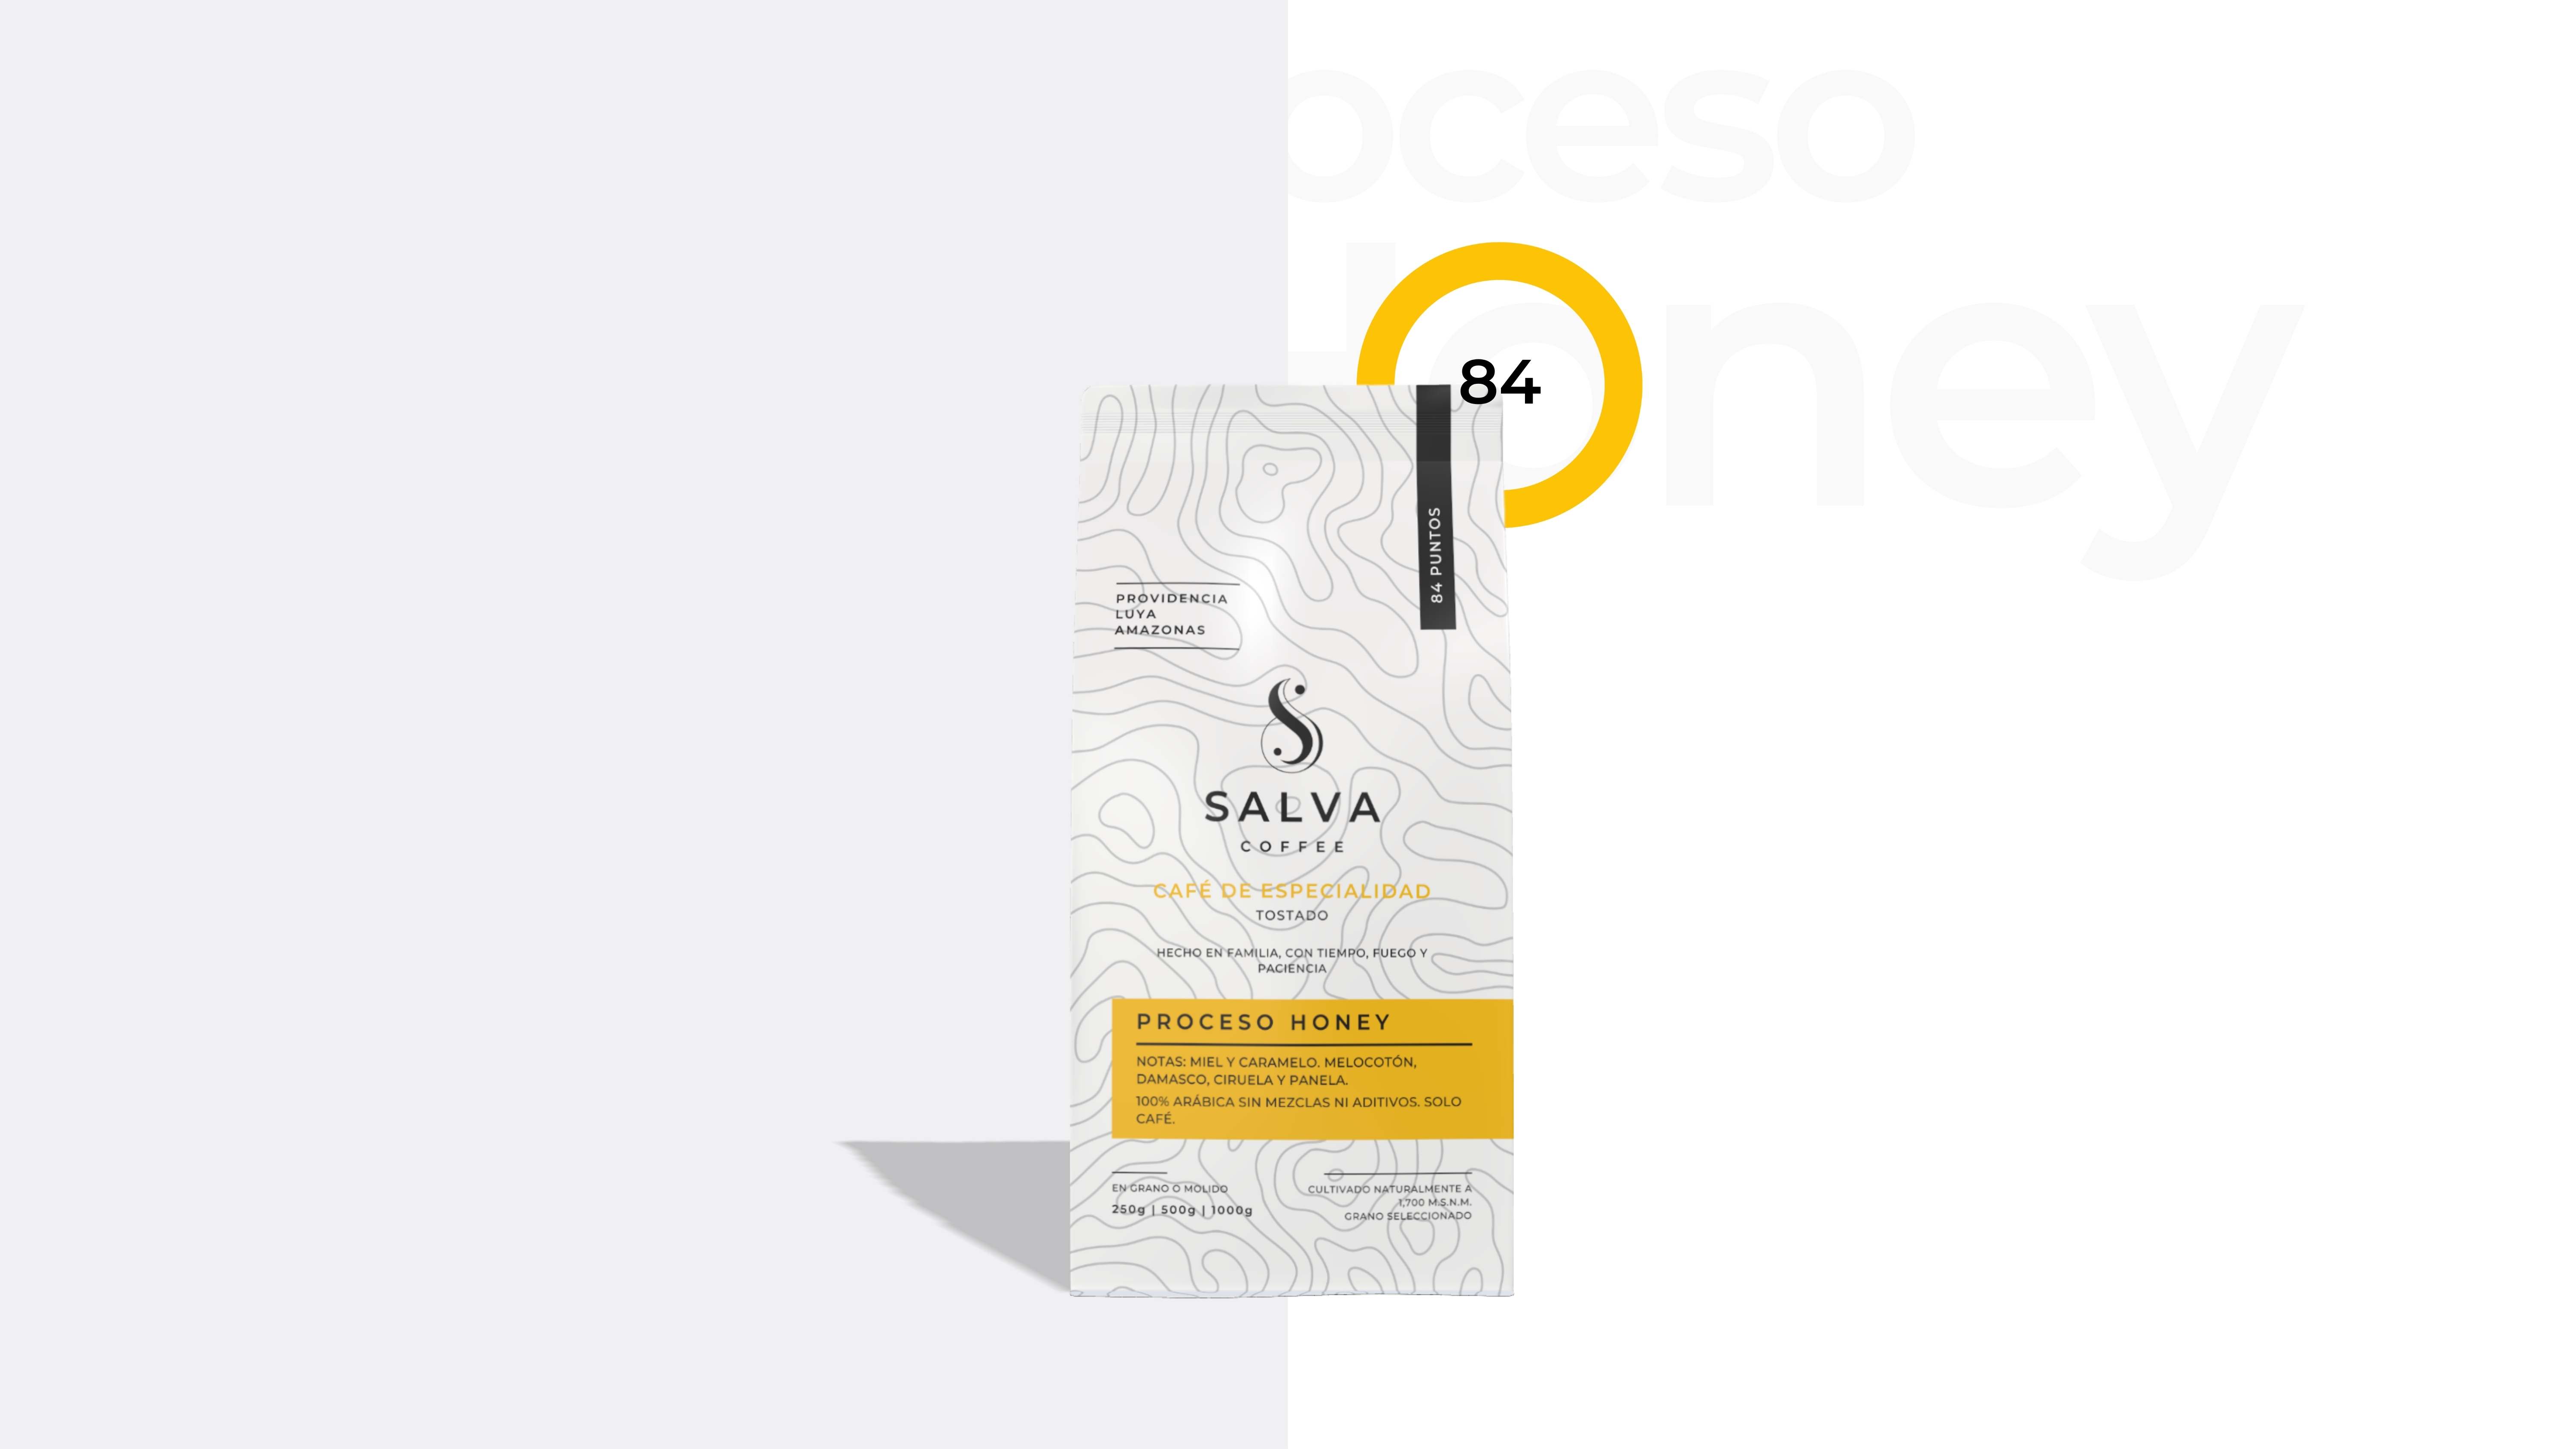 oceso
honey
84
84 PUNTOS
PROVIDENCIA
LUYA
AMAZONAS
S
SALVA
COFFEE
CAFÉ DE ESPECIALIDAD
TOSTADO
HECHO EN FAMILIA, CON TIEMPO, FUEGO Y
PACIENCIA
PROCESO HONEY
NOTAS: MIEL Y CARAMELO. MELOCOTÓN,
DAMASCO, CIRUELA Y PANELA.
100% ARÁBICA SIN MEZCLAS NI ADITIVOS. SOLO
CAFÉ.
EN GRANO O MOLIDO
250g | 500g | 1000g
CULTIVADO NATURALMENTE A
1,700 M.S.N.M.
GRANO SELECCIONADO